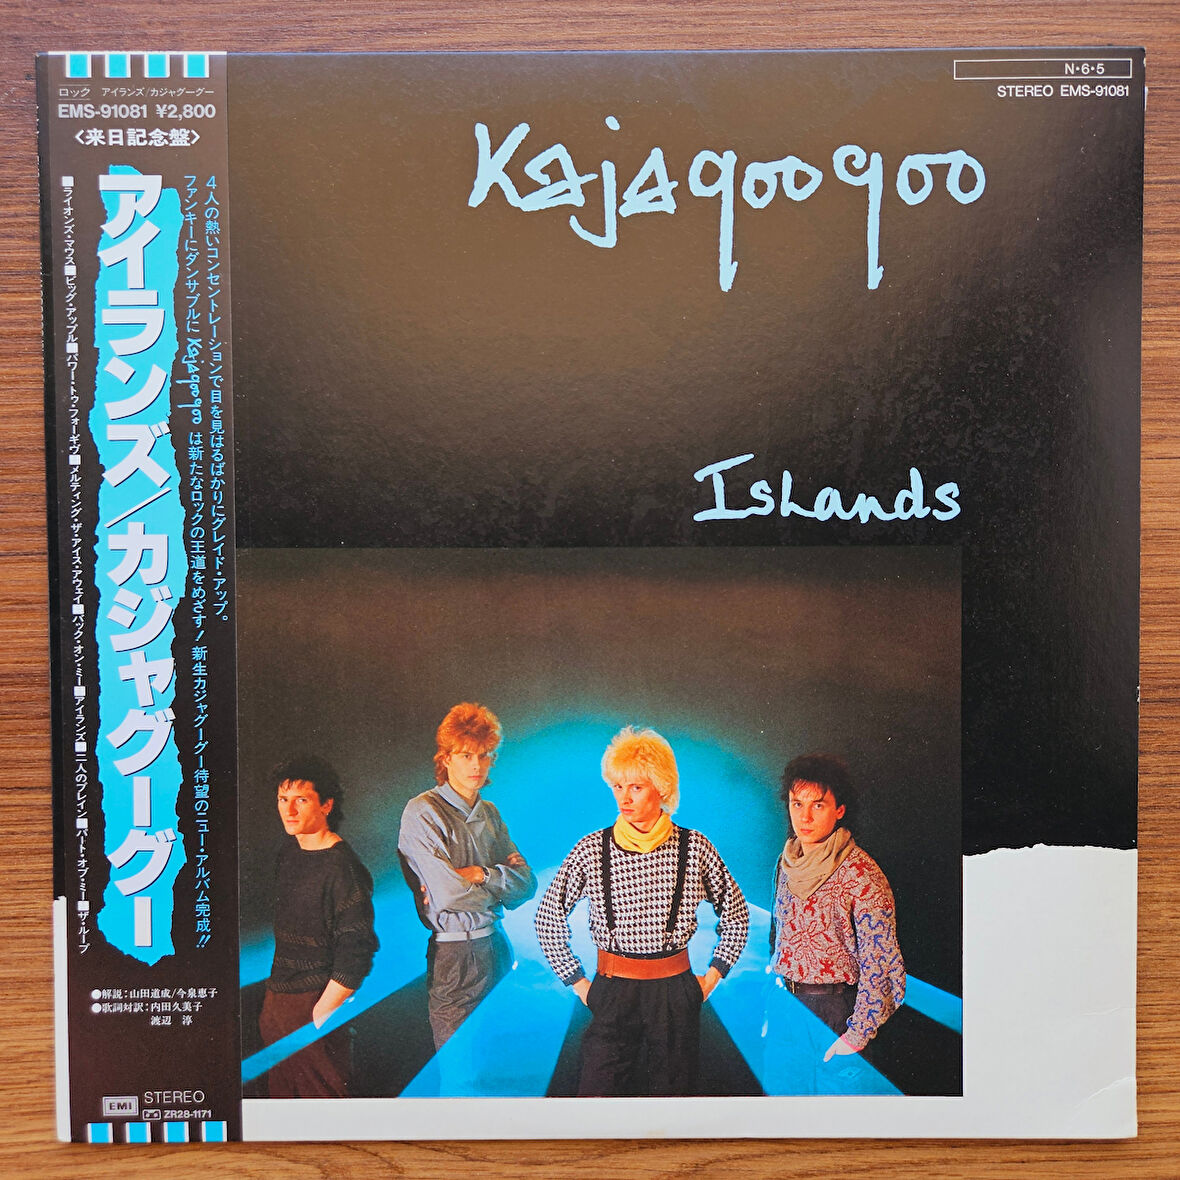 ロック アイランズ/カジャグーグー
EMS-91081 ¥2,800
〈来日記念盤〉
4人の熱いコンセントレーションで目を見はるばかりにグレイド・アップ。
ファンキーにダンサブルに Kajagoogoo は新たなロックの王道をめざす! 新生カジャグーグー待望のニュー・アルバム完成!!
アイランズ/カジャグーグー
■ライオンズ・マウス■ビッグ・アップル■パワー・トゥ・フォーギヴ■メルティング・ザ・アイス・アウェイ■バック・オン・ミー■アイランズ■二人のブレイン■パート・オブ・ミー■ザ・ループ
●解説:山田道成/今泉恵子
●歌詞対訳:内田久美子
渡辺 淳
EMI STEREO
ZR28-1171
N・6・5
STEREO EMS-91081
Kajagoogoo
Islands